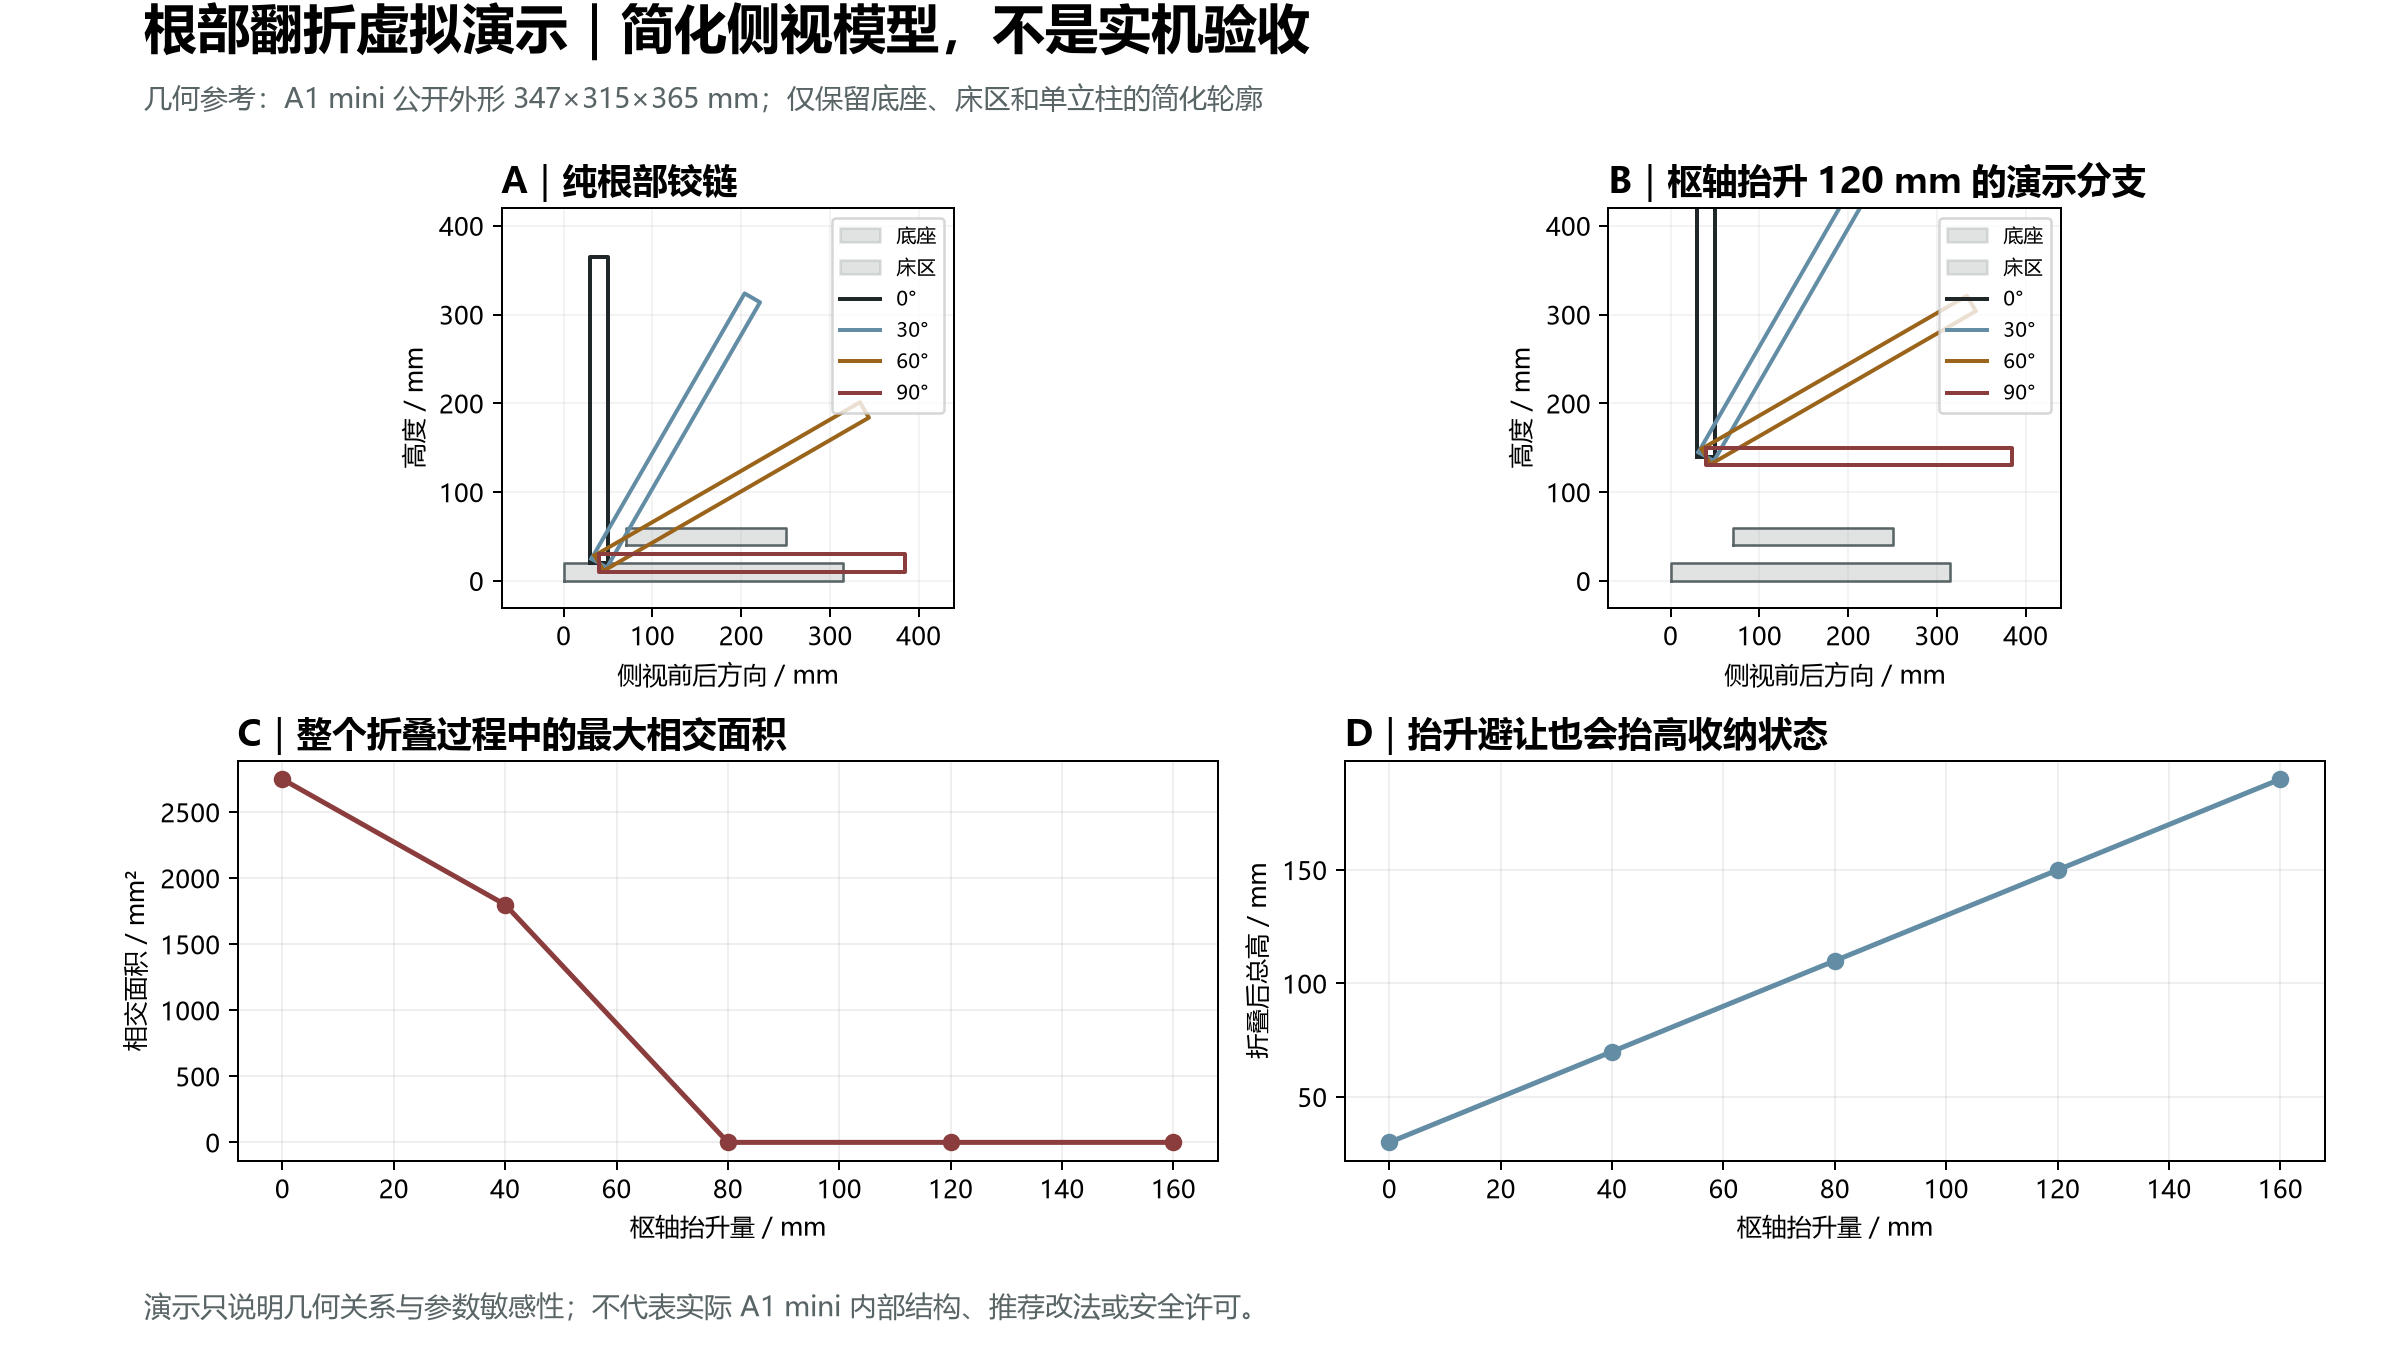 根部翻折虚拟演示｜简化侧视模型，不是实机验收
几何参考：A1 mini 公开外形 347×315×365 mm；仅保留底座、床区和单立柱的简化轮廓
A｜纯根部铰链
高度 / mm
400
300
200
100
0
底座
床区
0°
30°
60°
90°
0 100 200 300 400
侧视前后方向 / mm
B｜枢轴抬升 120 mm 的演示分支
高度 / mm
400
300
200
100
0
底座
床区
0°
30°
60°
90°
0 100 200 300 400
侧视前后方向 / mm
C｜整个折叠过程中的最大相交面积
相交面积 / mm²
2500
2000
1500
1000
500
0
0 20 40 60 80 100 120 140 160
枢轴抬升量 / mm
D｜抬升避让也会抬高收纳状态
折叠后总高 / mm
150
100
50
0 20 40 60 80 100 120 140 160
枢轴抬升量 / mm
演示只说明几何关系与参数敏感性；不代表实际 A1 mini 内部结构、推荐改法或安全许可。